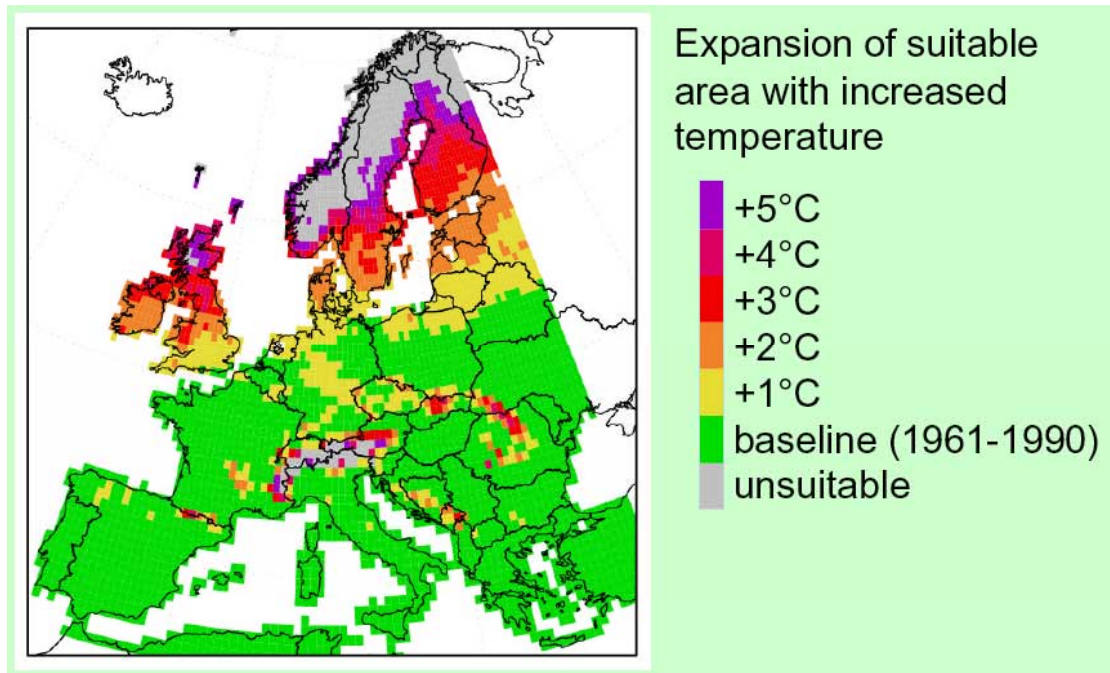 Expansion of suitable
area with increased
temperature
+5°C
+4°C
+3°C
+2°C
+1°C
baseline (1961-1990)
unsuitable